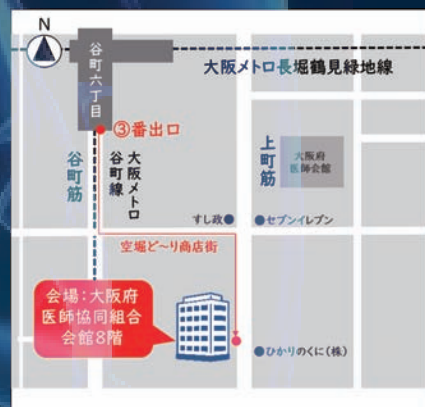 N
大阪メトロ長堀鶴見緑地線
谷町六丁目
③番出口
谷町筋
大阪メトロ
谷町線
上町筋
大阪府
医師会館
すし政
セブンイレブン
空堀ど～り商店街
会場：大阪府
医師協同組合
会館8階
ひかりのくに(株)